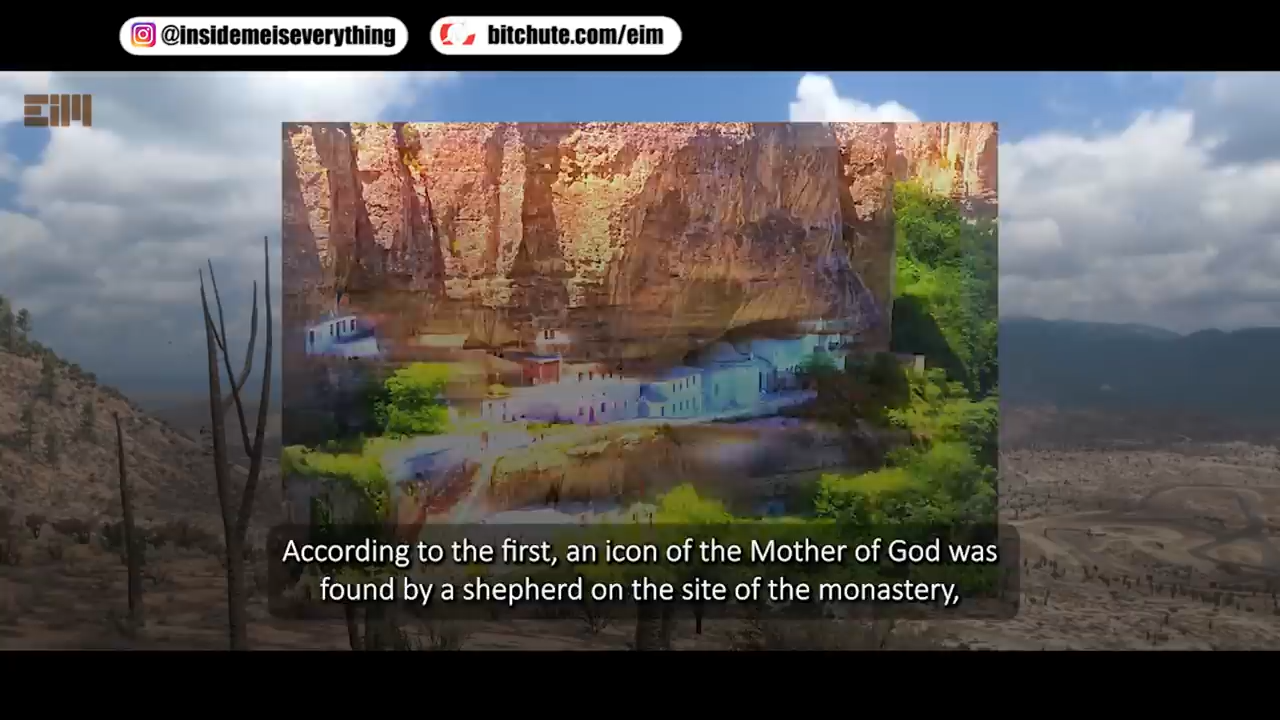 @insidemeiseverything
bitchute.com/eim
EiM
According to the first, an icon of the Mother of God was
found by a shepherd on the site of the monastery,